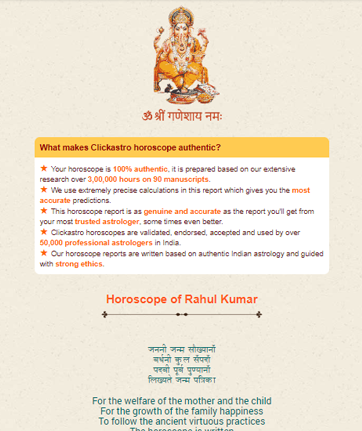 ॐ श्रीं गणेशाय नमः
What makes Clickastro horoscope authentic?
★ Your horoscope is 100% authentic, it is prepared based on our extensive
research over 3,00,000 hours on 90 manuscripts.
★ We use extremely precise calculations in this report which gives you the most
accurate predictions.
★ This horoscope report is as genuine and accurate as the report you'll get from
your most trusted astrologer, some times even better.
★ Clickastro horoscopes are validated, endorsed, accepted and used by over
50,000 professional astrologers in India.
★ Our horoscope reports are written based on authentic Indian astrology and guided
with strong ethics.
Horoscope of Rahul Kumar
जननी जन्म सौख्यानाँ
वर्धनी कुल सँपदाँ
पदवी पूर्व पुण्यानाँ
लिख्यते जन्म पत्रिका
For the welfare of the mother and the child
For the growth of the family happiness
To follow the ancient virtuous practices
The horoscope is written